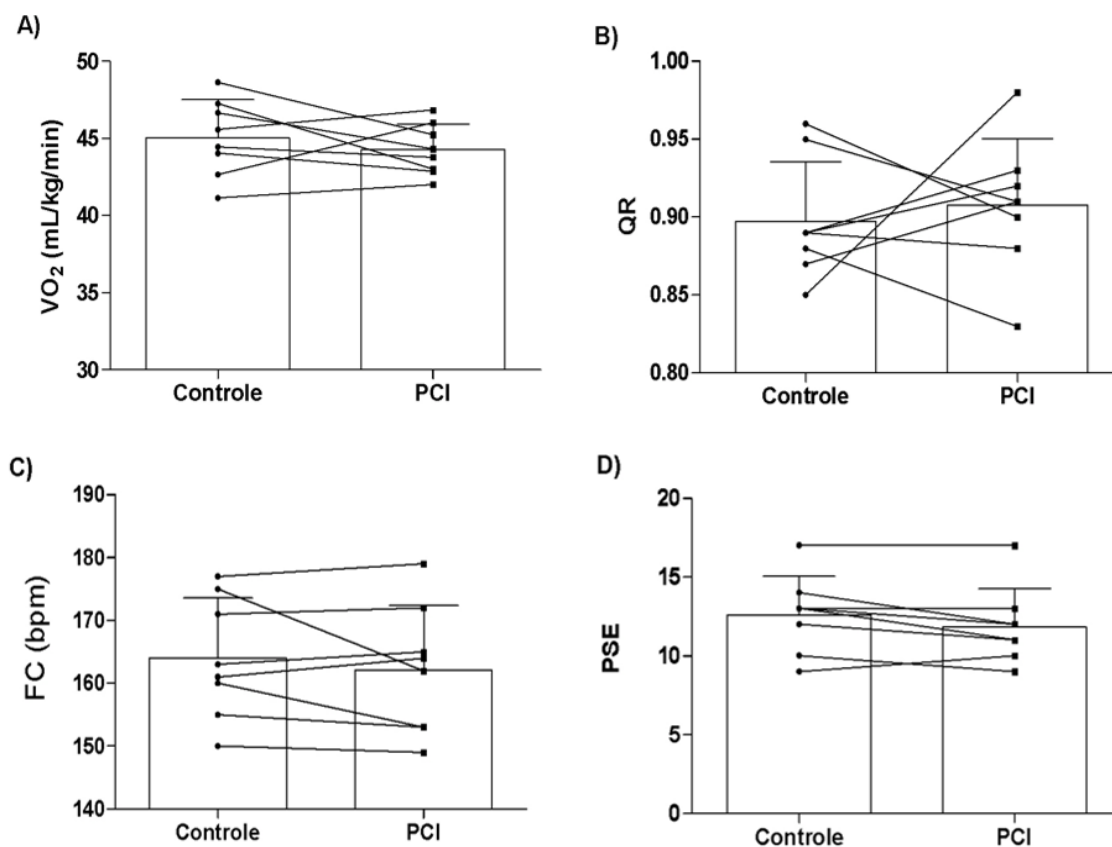 A)
50
45
40
35
30
VO₂ (mL/kg/min)
Controle PCI
B)
1.00
0.95
0.90
0.85
0.80
QR
Controle PCI
C)
190
180
170
160
150
140
FC (bpm)
Controle PCI
D)
20
15
10
5
0
PSE
Controle PCI